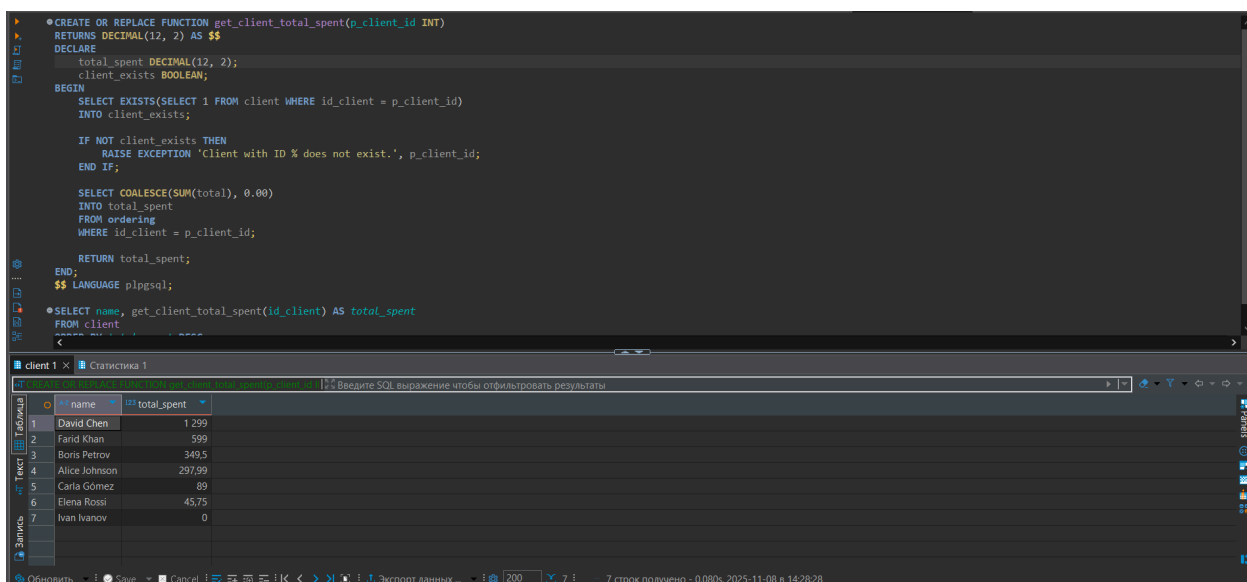 CREATE OR REPLACE FUNCTION get_client_total_spent(p_client_id INT)
RETURNS DECIMAL(12, 2) AS $$
DECLARE
    total_spent DECIMAL(12, 2);
    client_exists BOOLEAN;
BEGIN
    SELECT EXISTS(SELECT 1 FROM client WHERE id_client = p_client_id)
    INTO client_exists;
    IF NOT client_exists THEN
        RAISE EXCEPTION 'Client with ID % does not exist.', p_client_id;
    END IF;
    SELECT COALESCE(SUM(total), 0.00)
    INTO total_spent
    FROM ordering
    WHERE id_client = p_client_id;
    RETURN total_spent;
END;
$$ LANGUAGE plpgsql;
SELECT name, get_client_total_spent(id_client) AS total_spent
FROM client
client 1 Статистика 1
CREATE OR REPLACE FUNCTION get_client_total_spent(p_client_id Введите SQL выражение чтобы отфильтровать результаты
Таблица
Текст
Запись
Panels
name 123 total_spent
1 David Chen 1 299
2 Farid Khan 599
3 Boris Petrov 349,5
4 Alice Johnson 297,99
5 Carla Gómez 89
6 Elena Rossi 45,75
7 Ivan Ivanov 0
Обновить Save Cancel Экспорт данных ... 200 7 7 строк получено - 0.080s, 2025-11-08 в 14:28:28